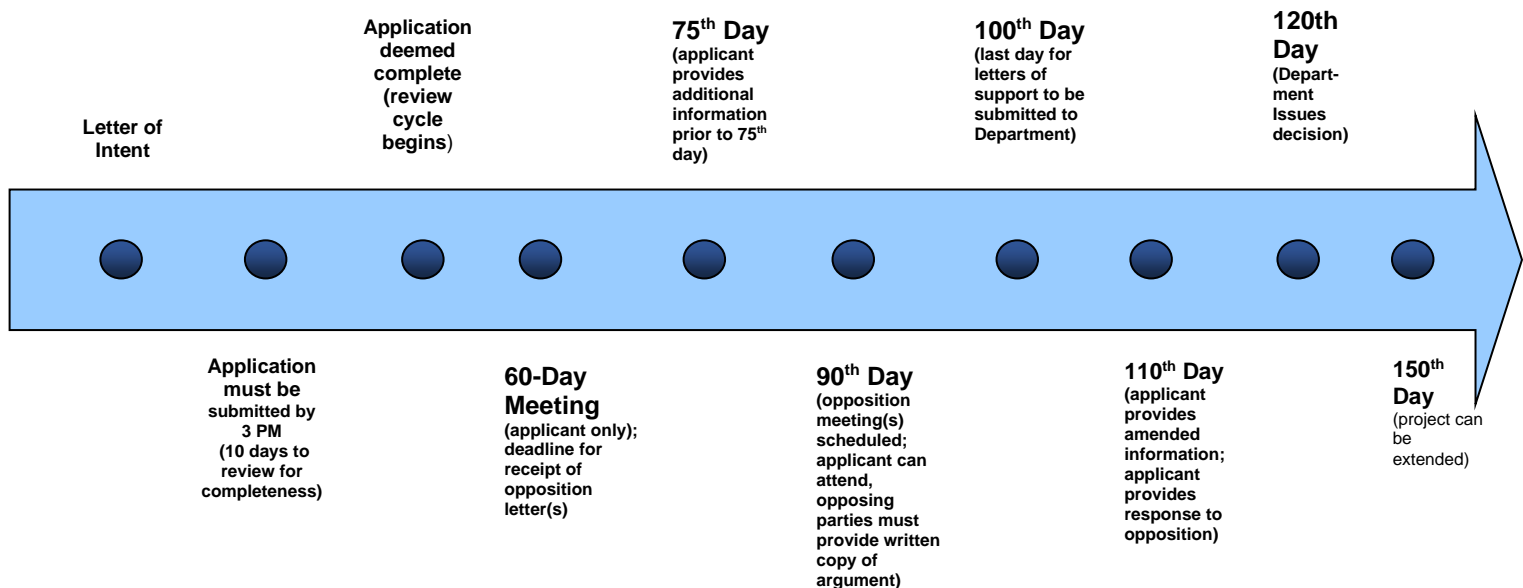 Letter of
Intent
Application
must be
submitted by
3 PM
(10 days to
review for
completeness)
Application
deemed
complete
(review
cycle
begins)
60-Day
Meeting
(applicant only);
deadline for
receipt of
opposition
letter(s)
75th Day
(applicant
provides
additional
information
prior to 75th
day)
90th Day
(opposition
meeting(s)
scheduled;
applicant can
attend,
opposing
parties must
provide written
copy of
argument)
100th Day
(last day for
letters of
support to be
submitted to
Department)
110th Day
(applicant
provides
amended
information;
applicant
provides
response to
opposition)
120th
Day
(Depart-
ment
Issues
decision)
150th
Day
(project can
be
extended)